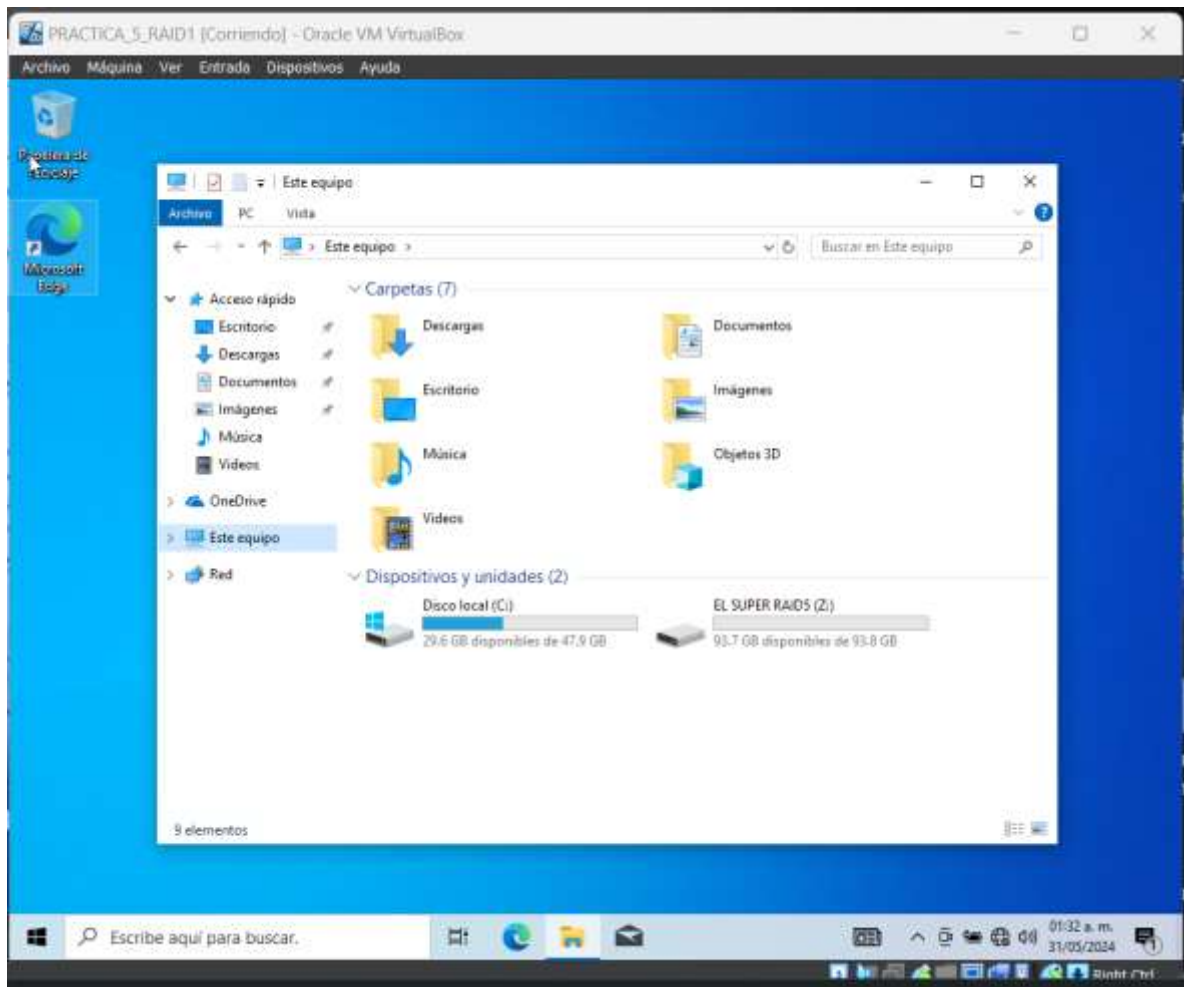 PRACTICA_5_RAID1 [Corriendo] - Oracle VM VirtualBox
Archivo Máquina Ver Entrada Dispositivos Ayuda
Papelera de
reciclaje
Microsoft
Edge
Este equipo
Archivo PC Vista
Este equipo
Buscar en Este equipo
Acceso rápido
Escritorio
Descargas
Documentos
Imágenes
Música
Videos
OneDrive
Este equipo
Red
Carpetas (7)
Descargas
Documentos
Escritorio
Imágenes
Música
Objetos 3D
Videos
Dispositivos y unidades (2)
Disco local (C:)
29.6 GB disponibles de 47.9 GB
EL SUPER RAID5 (Z:)
93.7 GB disponibles de 93.8 GB
9 elementos
Escribe aquí para buscar.
01:32 a. m.
31/05/2024
1
Right Ctrl